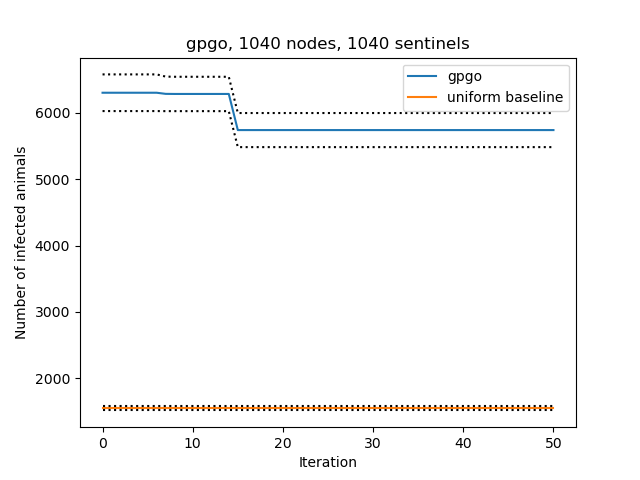 gpgo, 1040 nodes, 1040 sentinels
gpgo
uniform baseline
Number of infected animals
6000
5000
4000
3000
2000
0 10 20 30 40 50
Iteration